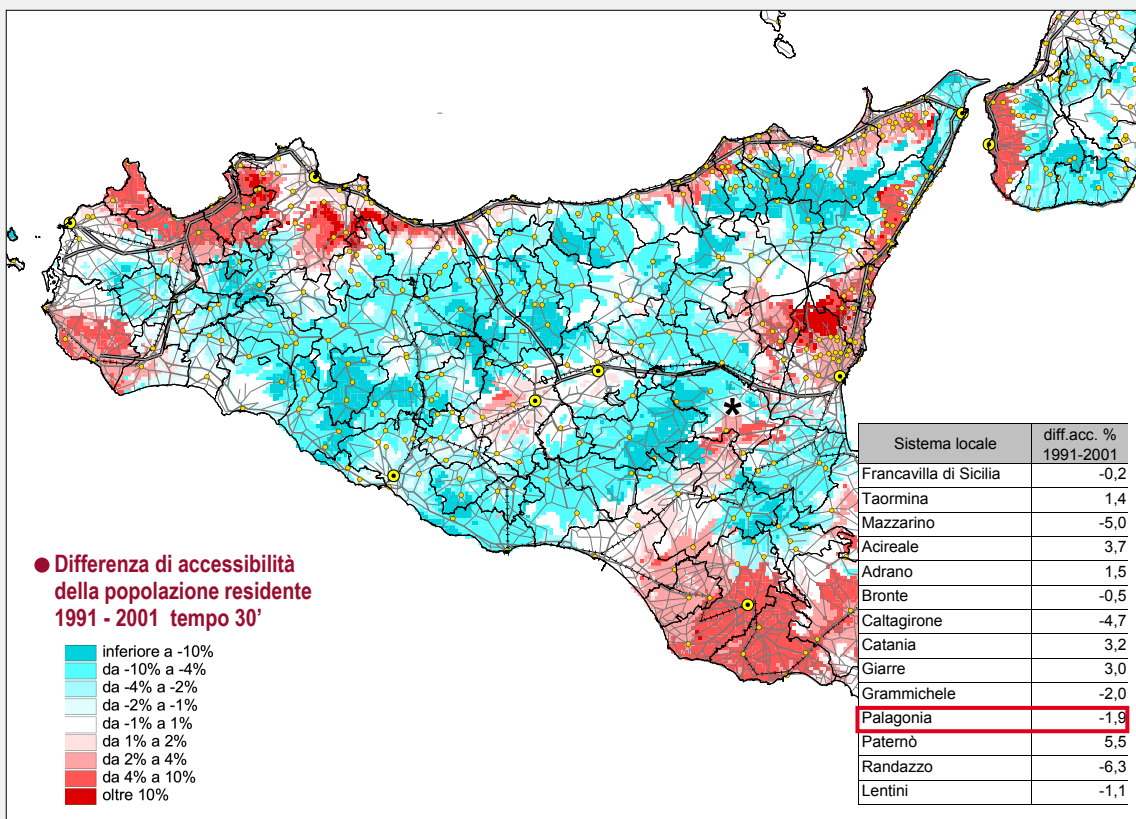 ● Differenza di accessibilità
della popolazione residente
1991 - 2001 tempo 30’
inferiore a -10%
da -10% a -4%
da -4% a -2%
da -2% a -1%
da -1% a 1%
da 1% a 2%
da 2% a 4%
da 4% a 10%
oltre 10%
*
Sistema locale diff.acc. % 1991-2001
Francavilla di Sicilia -0,2
Taormina 1,4
Mazzarino -5,0
Acireale 3,7
Adrano 1,5
Bronte -0,5
Caltagirone -4,7
Catania 3,2
Giarre 3,0
Grammichele -2,0
Palagonia -1,9
Paternò 5,5
Randazzo -6,3
Lentini -1,1